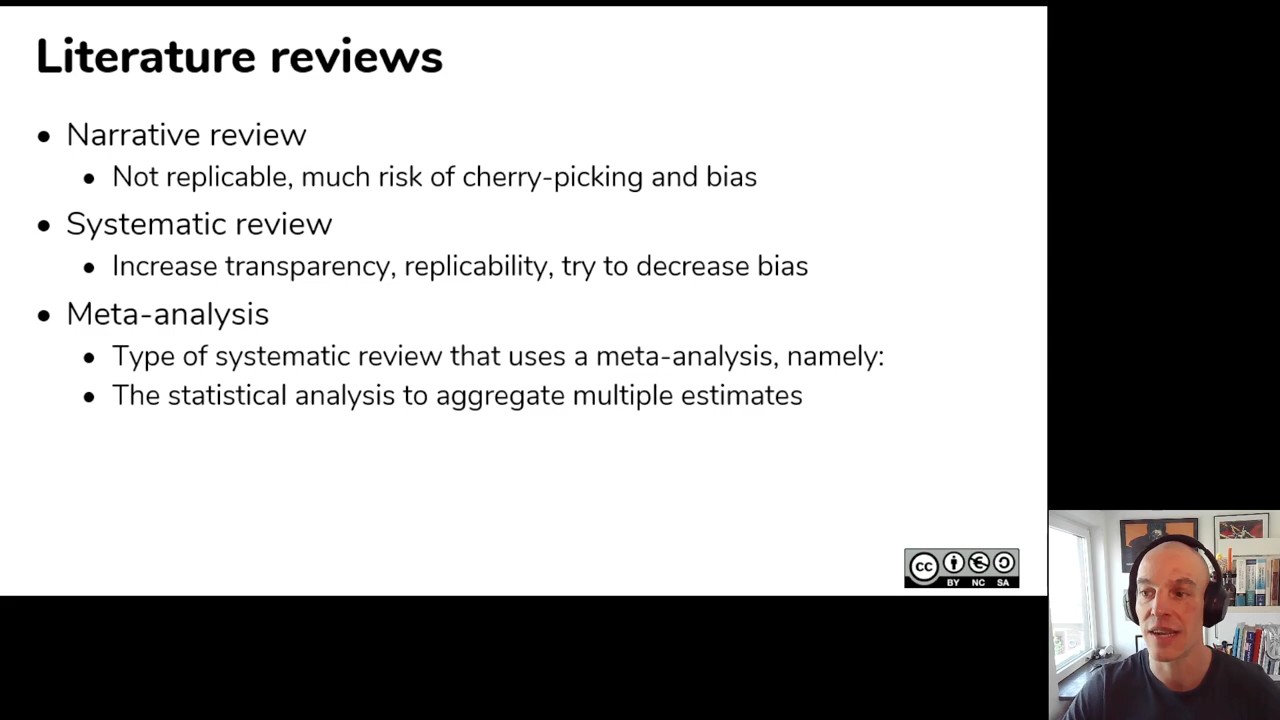 Literature reviews
Narrative review
Not replicable, much risk of cherry-picking and bias
Systematic review
Increase transparency, replicability, try to decrease bias
Meta-analysis
Type of systematic review that uses a meta-analysis, namely:
The statistical analysis to aggregate multiple estimates
cc
BY NC SA